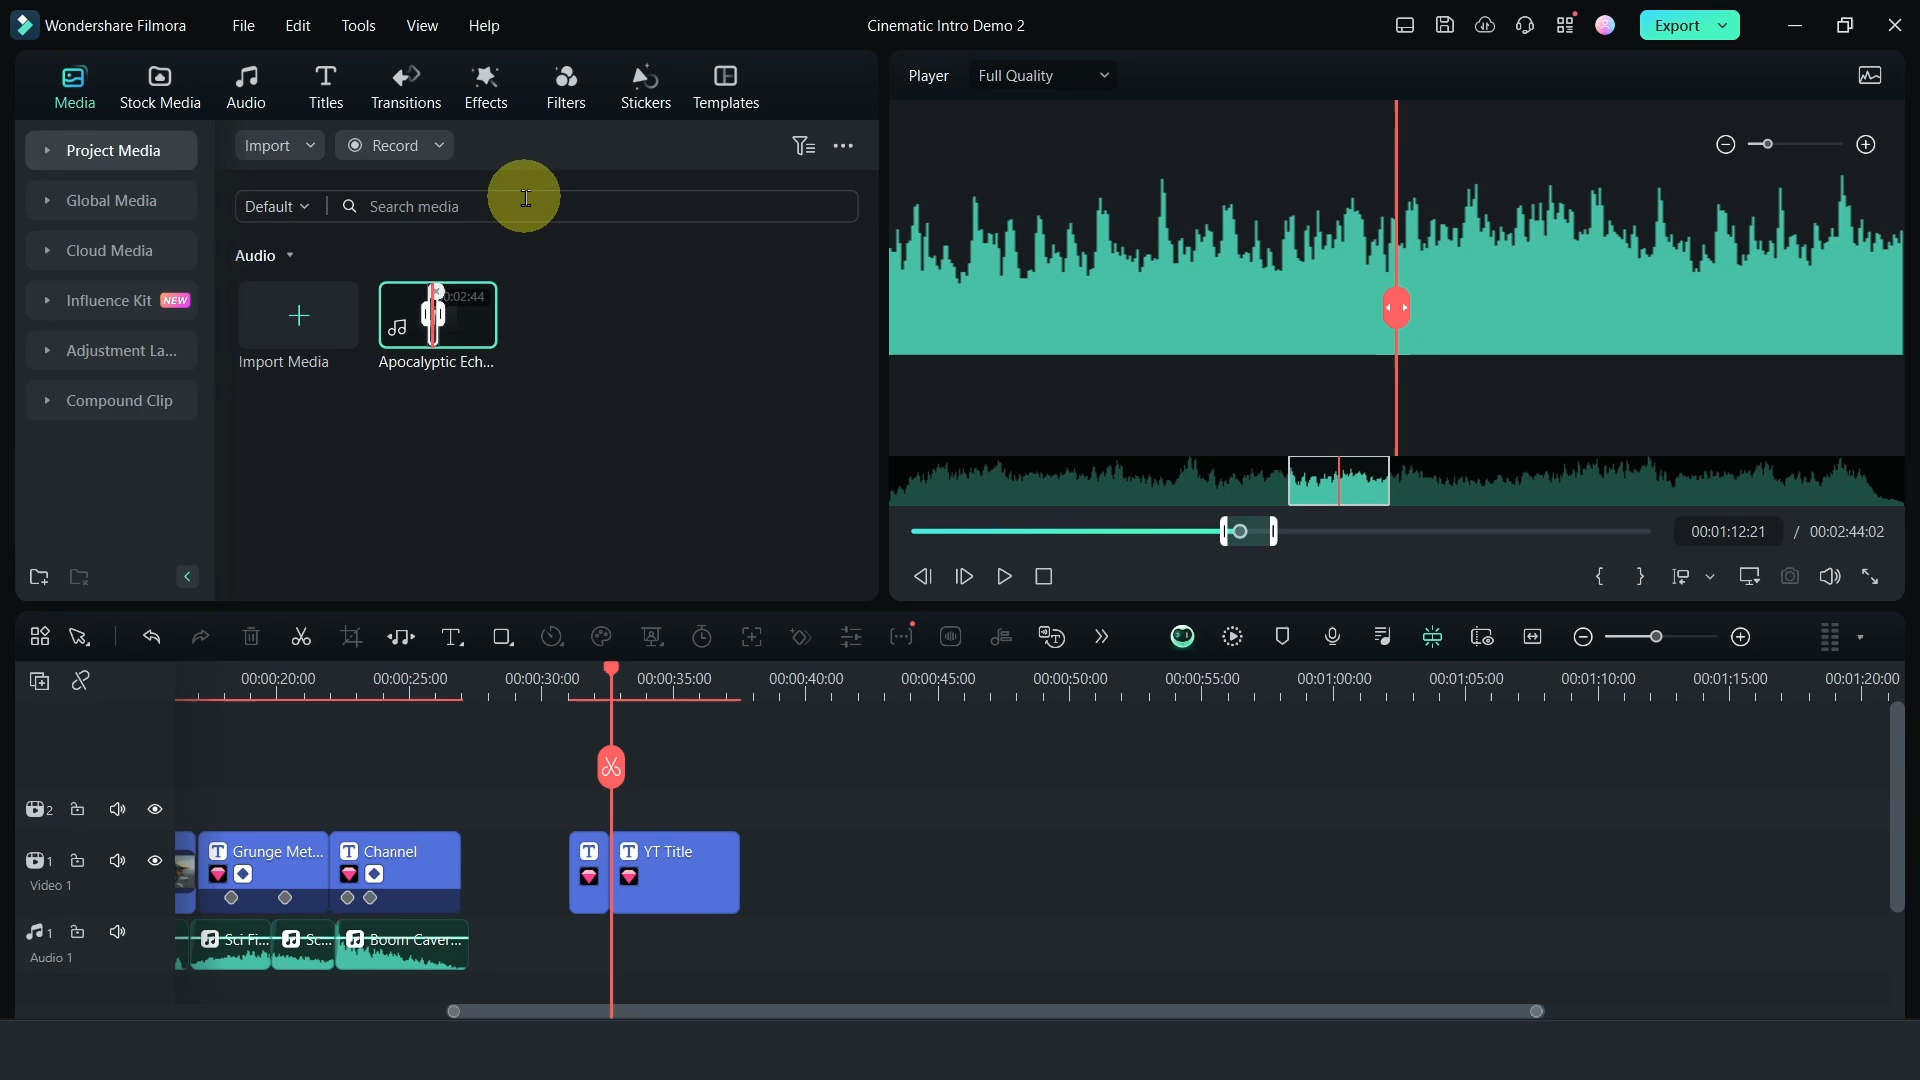 Wondershare Filmora
File
Edit
Tools
View
Help
Cinematic Intro Demo 2
Export
Media
Stock Media
Audio
Titles
Transitions
Effects
Filters
Stickers
Templates
Player
Full Quality
Project Media
Global Media
Cloud Media
Influence Kit NEW
Adjustment La...
Compound Clip
Import
Record
Default
Search media
Audio
Import Media
0:02:44
Apocalyptic Ech...
00:01:12:21 / 00:02:44:02
00:00:20:00
00:00:25:00
00:00:30:00
00:00:35:00
00:00:40:00
00:00:45:00
00:00:50:00
00:00:55:00
00:01:00:00
00:01:05:00
00:01:10:00
00:01:15:00
00:01:20:00
2
1
Video 1
Grunge Met...
Channel
YT Title
1
Audio 1
Sci Fi...
Sc...
Boom Caver...